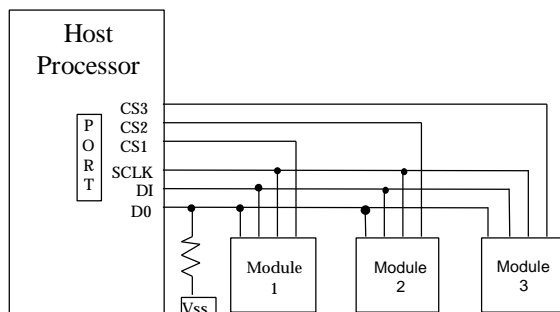 Host
Processor
P
O
R
T
CS3
CS2
CS1
SCLK
DI
D0
Vss
Module
1
Module
2
Module
3